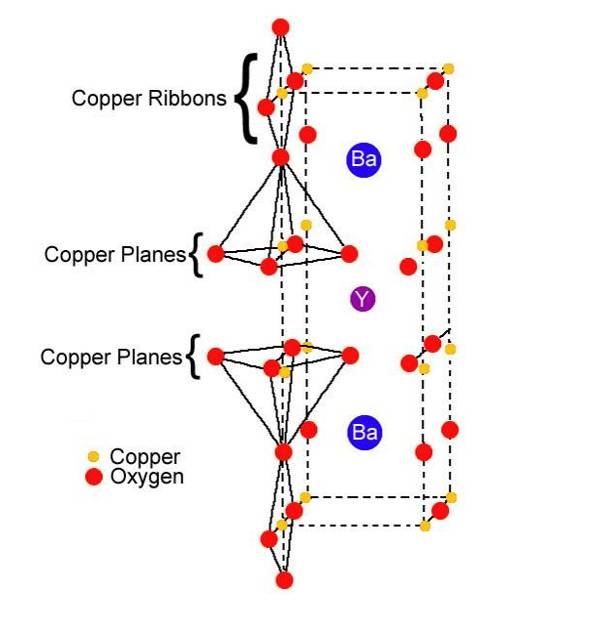 Copper Ribbons
Ba
Copper Planes
Y
Copper Planes
Ba
Copper
Oxygen